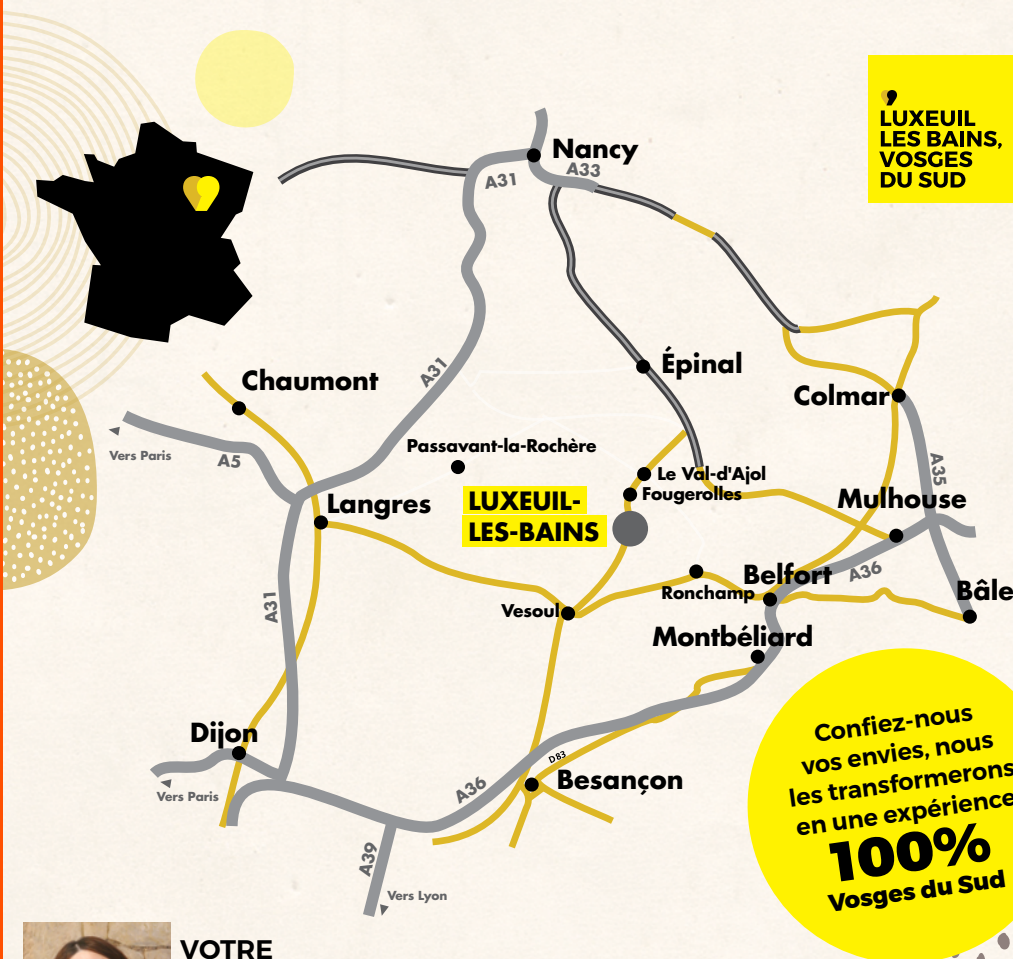 Nancy
A33
A31
LUXEUIL
LES BAINS,
VOSGES
DU SUD
A31
Épinal
Chaumont
Colmar
Vers Paris
A5
Passavant-la-Rochère
Le Val-d'Ajol
Fougerolles
A35
Langres
LUXEUIL-
LES-BAINS
Mulhouse
A36
Belfort
Ronchamp
Bâle
A31
Vesoul
Montbéliard
Dijon
Vers Paris
D83
Besançon
A36
A39
Vers Lyon
Confiez-nous
vos envies, nous
les transformerons
en une expérience
100%
Vosges du Sud
VOTRE